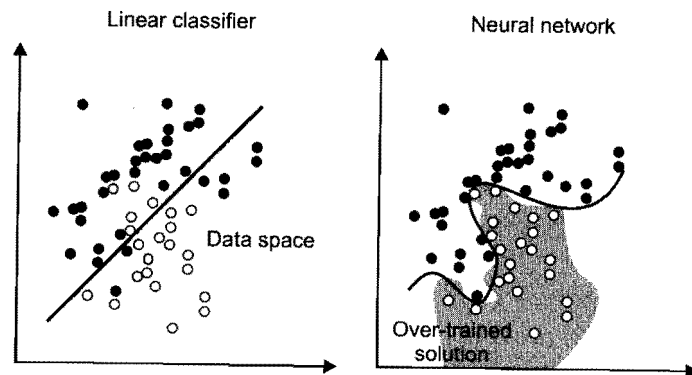 Linear classifier
Neural network
Data space
Over-trained
solution